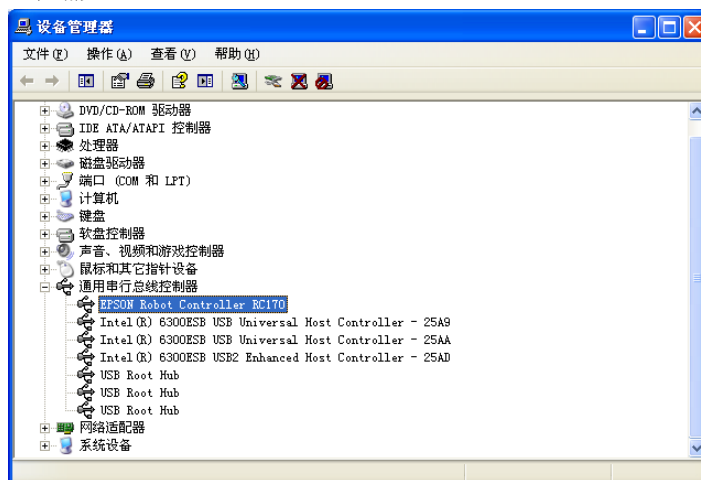 设备管理器
文件(F) 操作(A) 查看(V) 帮助(H)
DVD/CD-ROM 驱动器
IDE ATA/ATAPI 控制器
处理器
磁盘驱动器
端口 (COM 和 LPT)
计算机
键盘
软盘控制器
声音、视频和游戏控制器
鼠标和其它指针设备
通用串行总线控制器
EPSON Robot Controller RC170
Intel(R) 6300ESB USB Universal Host Controller - 25A9
Intel(R) 6300ESB USB Universal Host Controller - 25AA
Intel(R) 6300ESB USB2 Enhanced Host Controller - 25AD
USB Root Hub
USB Root Hub
USB Root Hub
网络适配器
系统设备